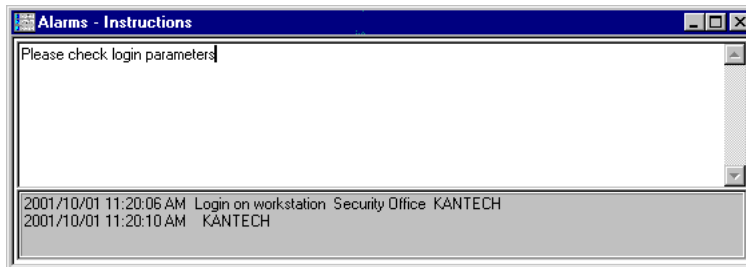 Alarms - Instructions
Please check login parameters
2001/10/01 11:20:06 AM Login on workstation Security Office KANTECH
2001/10/01 11:20:10 AM KANTECH